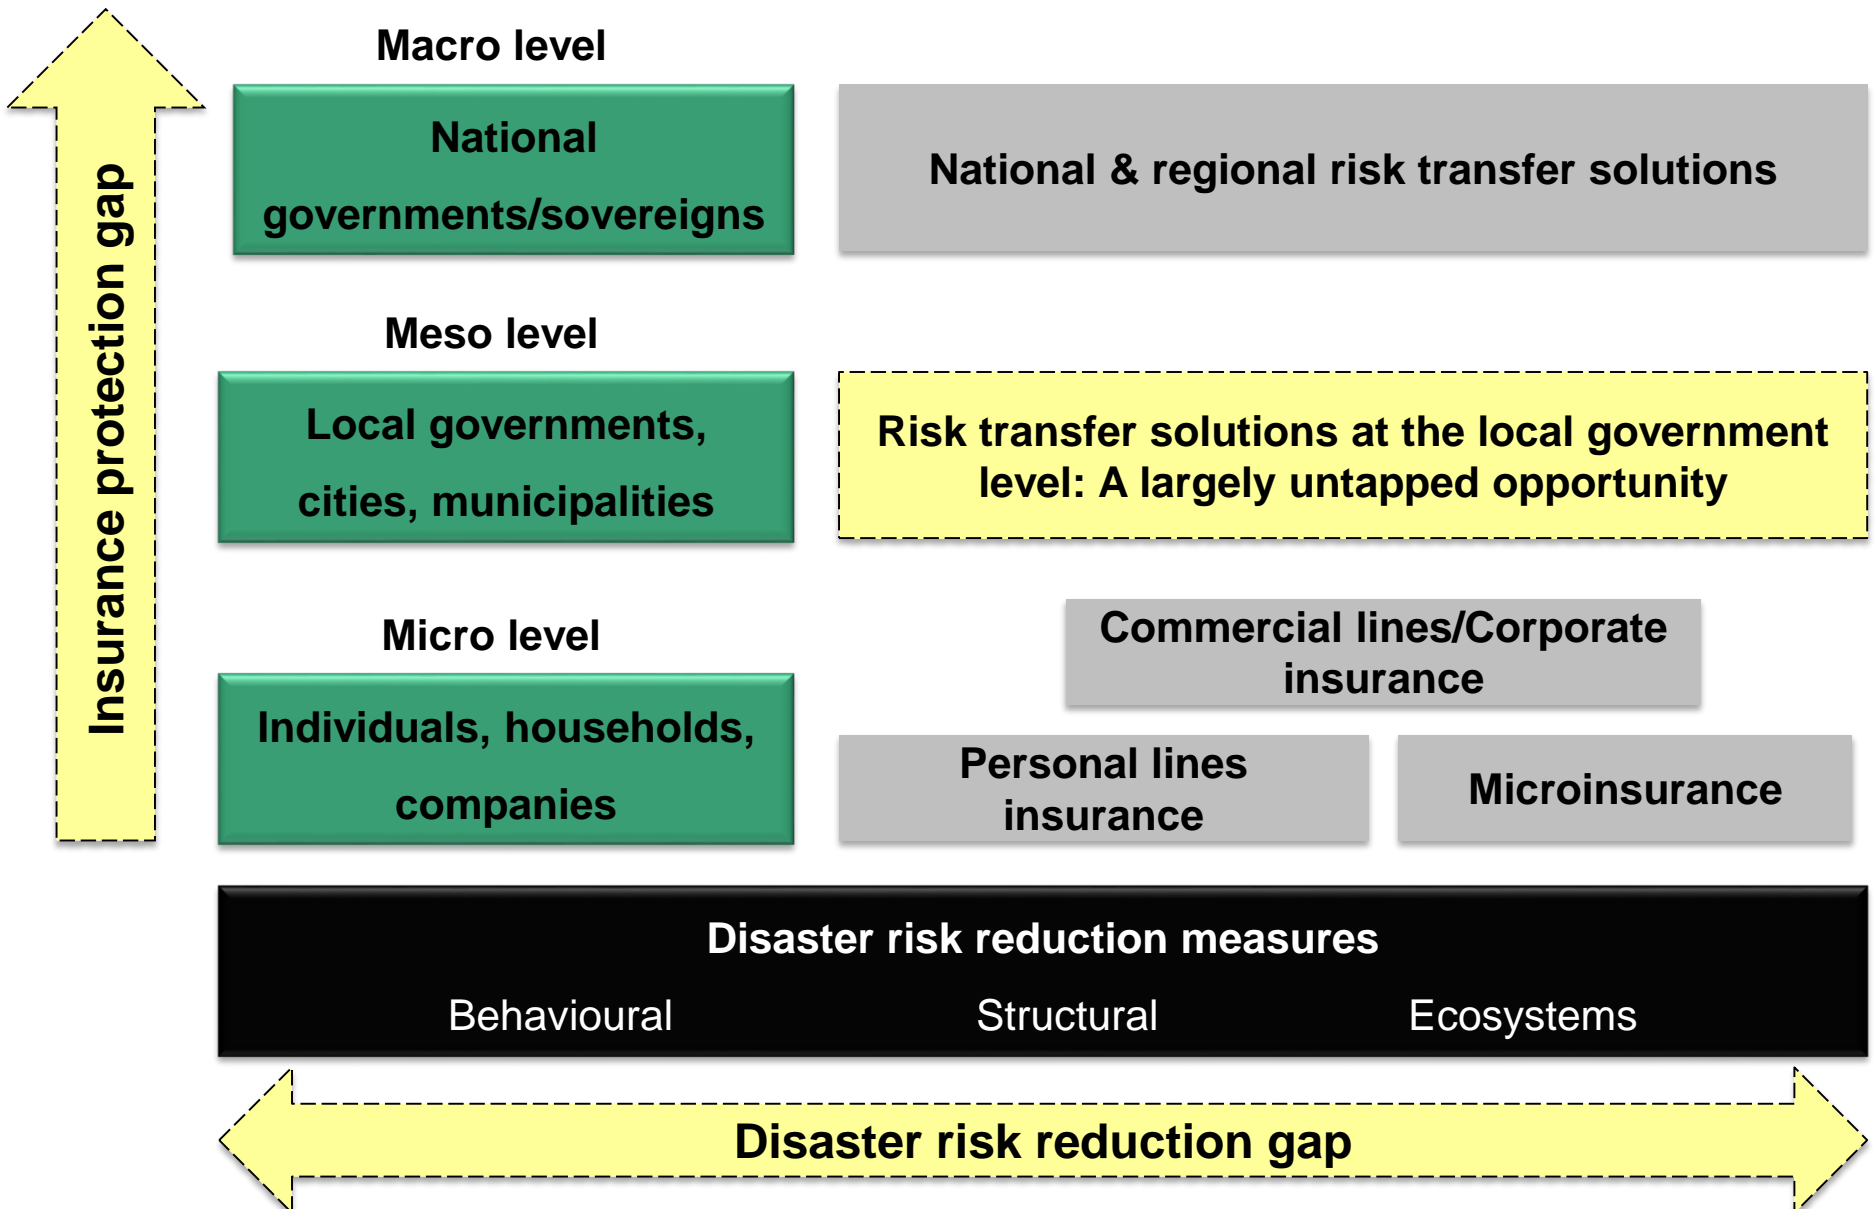 Insurance protection gap
Macro level
National
governments/sovereigns
National & regional risk transfer solutions
Meso level
Local governments,
cities, municipalities
Risk transfer solutions at the local government
level: A largely untapped opportunity
Micro level
Individuals, households,
companies
Commercial lines/Corporate
insurance
Personal lines
insurance
Microinsurance
Disaster risk reduction measures
Behavioural Structural Ecosystems
Disaster risk reduction gap